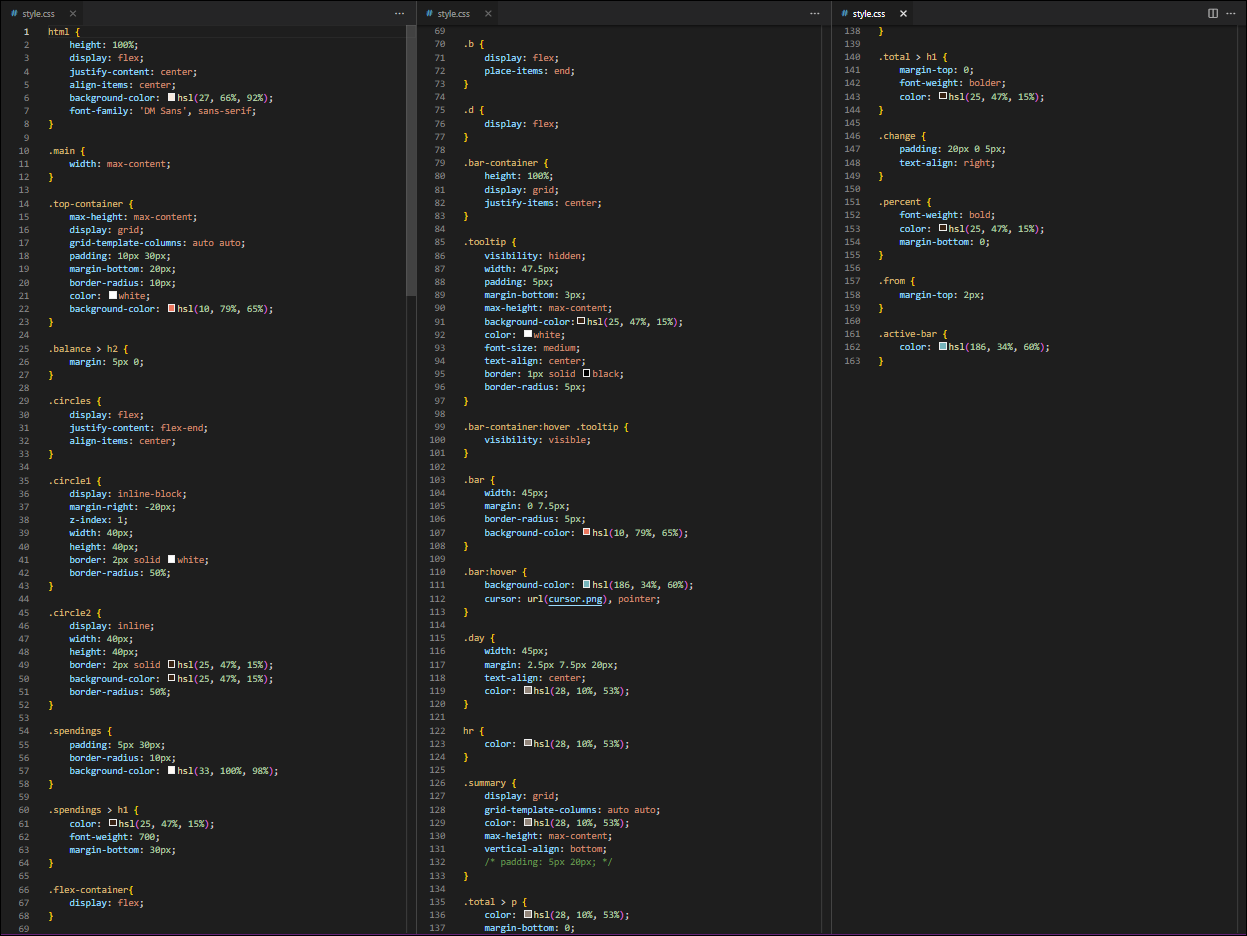 # style.css × ···
1 html {
2 height: 100%;
3 display: flex;
4 justify-content: center;
5 align-items: center;
6 background-color: hsl(27, 66%, 92%);
7 font-family: 'DM Sans', sans-serif;
8 }
9
10 .main {
11 width: max-content;
12 }
13
14 .top-container {
15 max-height: max-content;
16 display: grid;
17 grid-template-columns: auto auto;
18 padding: 10px 30px;
19 margin-bottom: 20px;
20 border-radius: 10px;
21 color: white;
22 background-color: hsl(10, 79%, 65%);
23 }
24
25 .balance > h2 {
26 margin: 5px 0;
27 }
28
29 .circles {
30 display: flex;
31 justify-content: flex-end;
32 align-items: center;
33 }
34
35 .circle1 {
36 display: inline-block;
37 margin-right: -20px;
38 z-index: 1;
39 width: 40px;
40 height: 40px;
41 border: 2px solid white;
42 border-radius: 50%;
43 }
44
45 .circle2 {
46 display: inline;
47 width: 40px;
48 height: 40px;
49 border: 2px solid hsl(25, 47%, 15%);
50 background-color: hsl(25, 47%, 15%);
51 border-radius: 50%;
52 }
53
54 .spendings {
55 padding: 5px 30px;
56 border-radius: 10px;
57 background-color: hsl(33, 100%, 98%);
58 }
59
60 .spendings > h1 {
61 color: hsl(25, 47%, 15%);
62 font-weight: 700;
63 margin-bottom: 30px;
64 }
65
66 .flex-container{
67 display: flex;
68 }
69
# style.css × ···
69
70 .b {
71 display: flex;
72 place-items: end;
73 }
74
75 .d {
76 display: flex;
77 }
78
79 .bar-container {
80 height: 100%;
81 display: grid;
82 justify-items: center;
83 }
84
85 .tooltip {
86 visibility: hidden;
87 width: 47.5px;
88 padding: 5px;
89 margin-bottom: 3px;
90 max-height: max-content;
91 background-color: hsl(25, 47%, 15%);
92 color: white;
93 font-size: medium;
94 text-align: center;
95 border: 1px solid black;
96 border-radius: 5px;
97 }
98
99 .bar-container:hover .tooltip {
100 visibility: visible;
101 }
102
103 .bar {
104 width: 45px;
105 margin: 0 7.5px;
106 border-radius: 5px;
107 background-color: hsl(10, 79%, 65%);
108 }
109
110 .bar:hover {
111 background-color: hsl(186, 34%, 60%);
112 cursor: url(cursor.png), pointer;
113 }
114
115 .day {
116 width: 45px;
117 margin: 2.5px 7.5px 20px;
118 text-align: center;
119 color: hsl(28, 10%, 53%);
120 }
121
122 hr {
123 color: hsl(28, 10%, 53%);
124 }
125
126 .summary {
127 display: grid;
128 grid-template-columns: auto auto;
129 color: hsl(28, 10%, 53%);
130 max-height: max-content;
131 vertical-align: bottom;
132 /* padding: 5px 20px; */
133 }
134
135 .total > p {
136 color: hsl(28, 10%, 53%);
137 margin-bottom: 0;
# style.css × ···
138 }
139
140 .total > h1 {
141 margin-top: 0;
142 font-weight: bolder;
143 color: hsl(25, 47%, 15%);
144 }
145
146 .change {
147 padding: 20px 0 5px;
148 text-align: right;
149 }
150
151 .percent {
152 font-weight: bold;
153 color: hsl(25, 47%, 15%);
154 margin-bottom: 0;
155 }
156
157 .from {
158 margin-top: 2px;
159 }
160
161 .active-bar {
162 color: hsl(186, 34%, 60%);
163 }